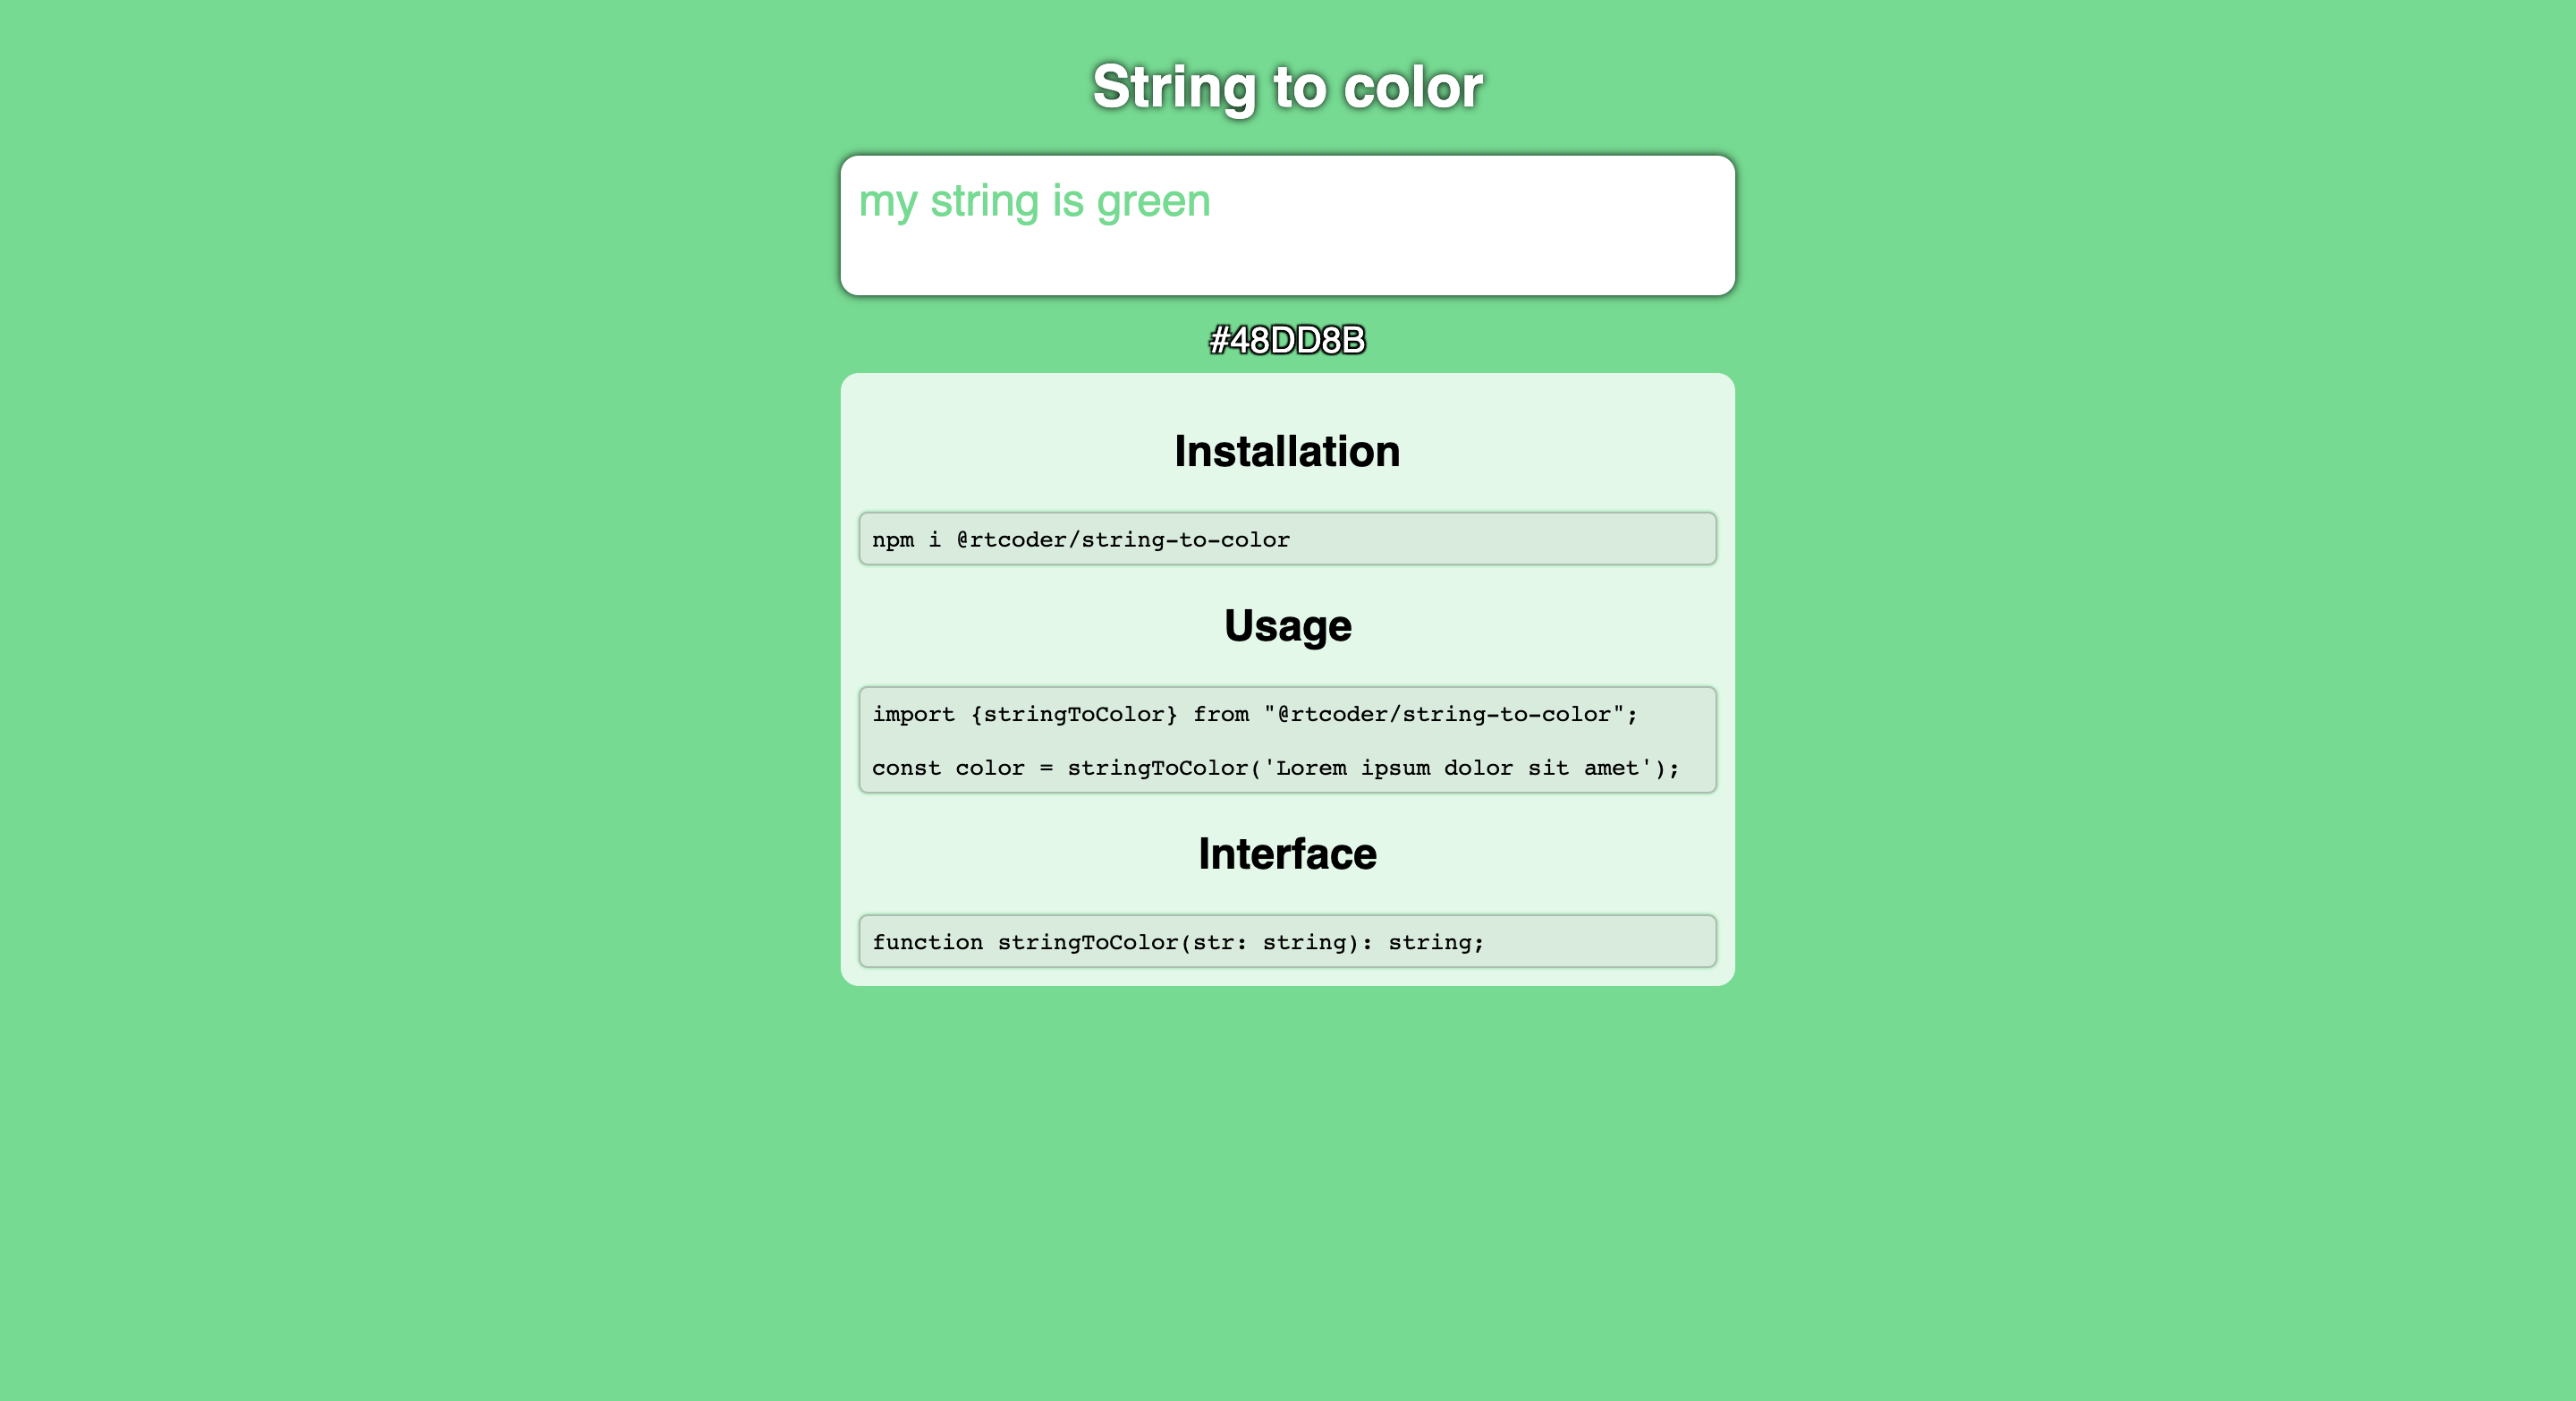 String to color
my string is green
#48DD8B
Installation
npm i @rtcoder/string-to-color
Usage
import {stringToColor} from "@rtcoder/string-to-color";
const color = stringToColor('Lorem ipsum dolor sit amet');
Interface
function stringToColor(str: string): string;